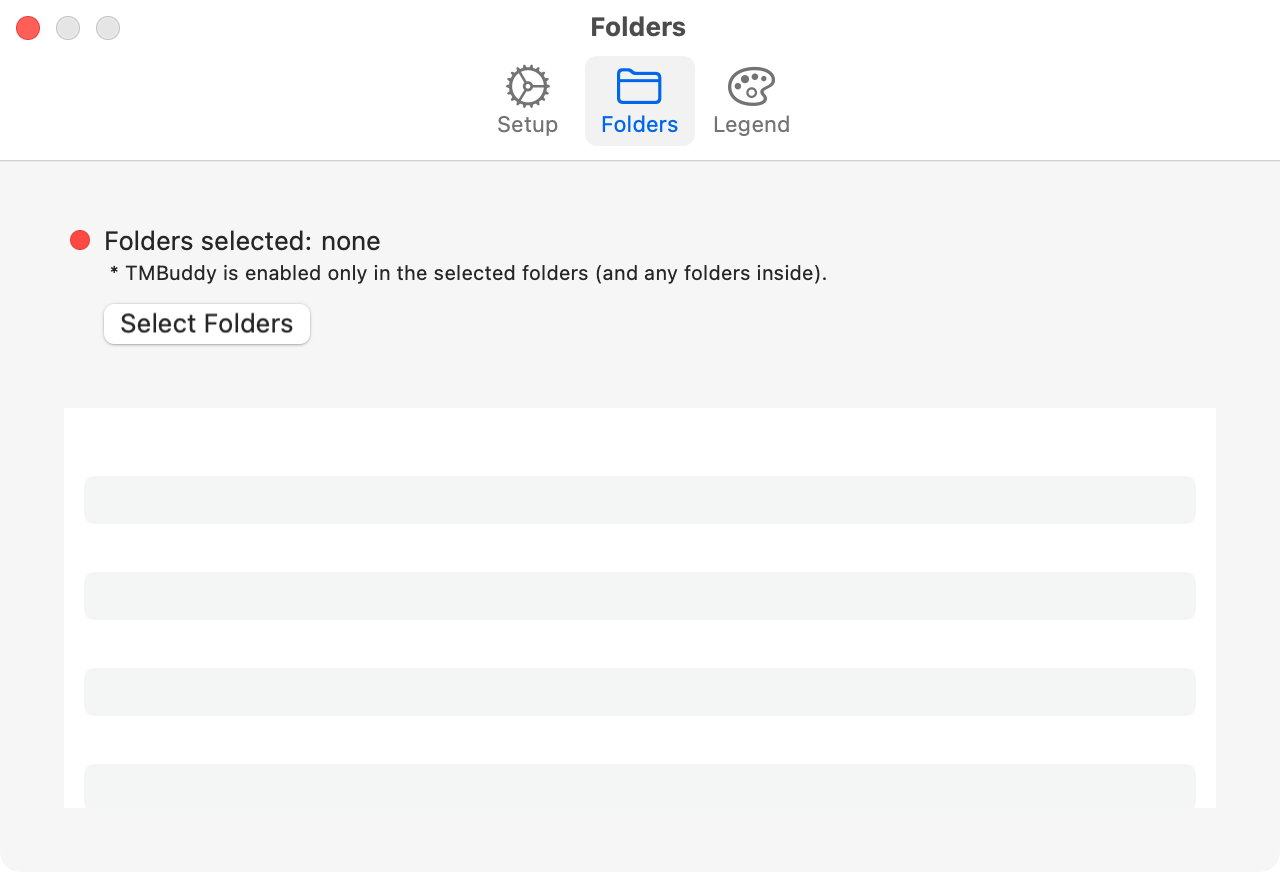 Folders
Setup
Folders
Legend
Folders selected: none
* TMBuddy is enabled only in the selected folders (and any folders inside).
Select Folders